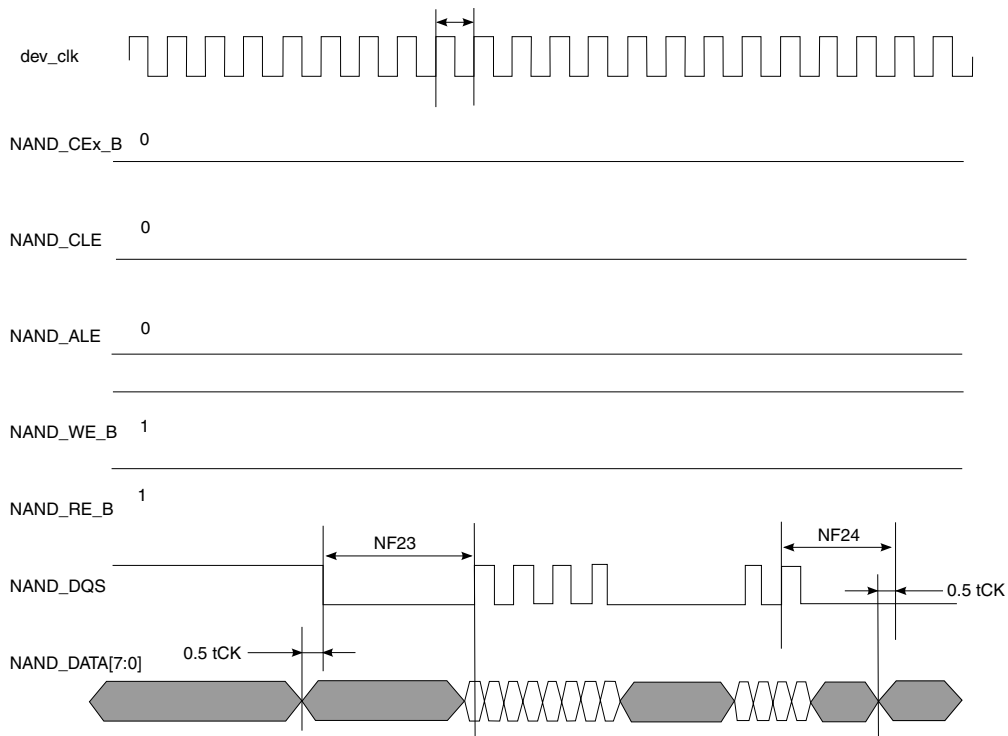 dev_clk
NAND_CEx_B 0
NAND_CLE 0
NAND_ALE 0
NAND_WE_B 1
NAND_RE_B 1
NF23
NF24
NAND_DQS
0.5 tCK
0.5 tCK
NAND_DATA[7:0]